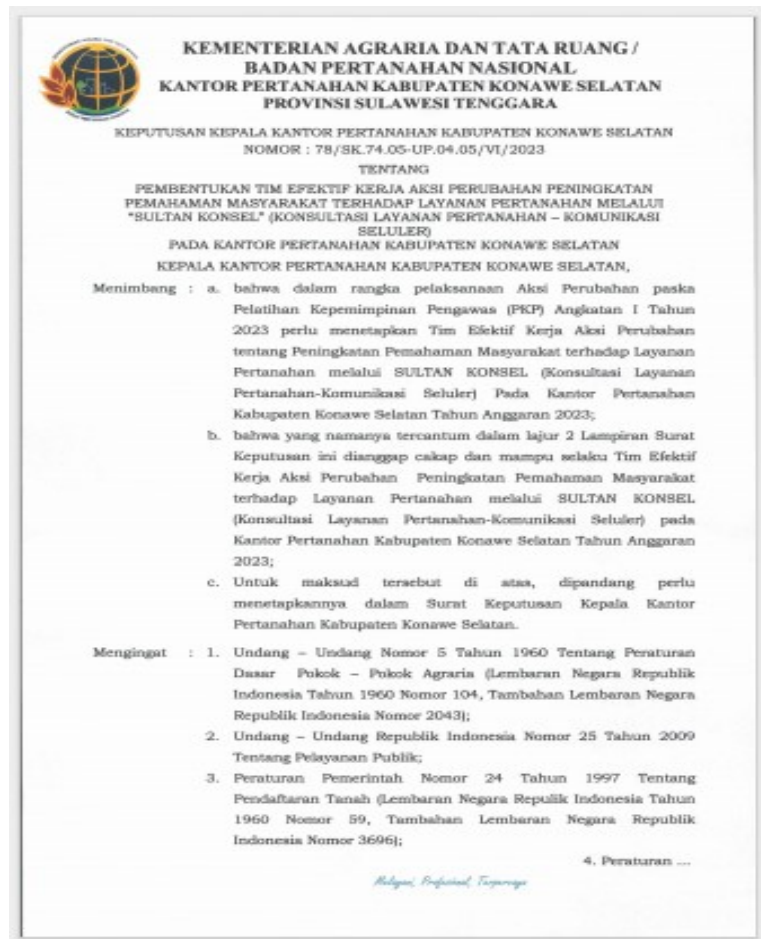 KEMENTERIAN AGRARIA DAN TATA RUANG /
BADAN PERTANAHAN NASIONAL
KANTOR PERTANAHAN KABUPATEN KONAWE SELATAN
PROVINSI SULAWESI TENGGARA
KEPUTUSAN KEPALA KANTOR PERTANAHAN KABUPATEN KONAWE SELATAN
NOMOR : 78/SK.74.05-UP.04.05/VI/2023
TENTANG
PEMBENTUKAN TIM EFEKTIF KERJA AKSI PERUBAHAN PENINGKATAN
PEMAHAMAN MASYARAKAT TERHADAP LAYANAN PERTANAHAN MELALUI
"SULTAN KONSEL" (KONSULTASI LAYANAN PERTANAHAN – KOMUNIKASI
SELULER)
PADA KANTOR PERTANAHAN KABUPATEN KONAWE SELATAN
KEPALA KANTOR PERTANAHAN KABUPATEN KONAWE SELATAN,
Menimbang : a. bahwa dalam rangka pelaksanaan Aksi Perubahan paska
Pelatihan Kepemimpinan Pengawas (PKP) Angkatan I Tahun
2023 perlu menetapkan Tim Efektif Kerja Aksi Perubahan
tentang Peningkatan Pemahaman Masyarakat terhadap Layanan
Pertanahan melalui SULTAN KONSEL (Konsultasi Layanan
Pertanahan-Komunikasi Seluler) Pada Kantor Pertanahan
Kabupaten Konawe Selatan Tahun Anggaran 2023;
b. bahwa yang namanya tercantum dalam lajur 2 Lampiran Surat
Keputusan ini dianggap cakap dan mampu selaku Tim Efektif
Kerja Aksi Perubahan Peningkatan Pemahaman Masyarakat
terhadap Layanan Pertanahan melalui SULTAN KONSEL
(Konsultasi Layanan Pertanahan-Komunikasi Seluler) pada
Kantor Pertanahan Kabupaten Konawe Selatan Tahun Anggaran
2023;
c. Untuk maksud tersebut di atas, dipandang perlu
menetapkannya dalam Surat Keputusan Kepala Kantor
Pertanahan Kabupaten Konawe Selatan.
Mengingat : 1. Undang – Undang Nomor 5 Tahun 1960 Tentang Peraturan
Dasar Pokok – Pokok Agraria (Lembaran Negara Republik
Indonesia Tahun 1960 Nomor 104, Tambahan Lembaran Negara
Republik Indonesia Nomor 2043);
2. Undang – Undang Republik Indonesia Nomor 25 Tahun 2009
Tentang Pelayanan Publik;
3. Peraturan Pemerintah Nomor 24 Tahun 1997 Tentang
Pendaftaran Tanah (Lembaran Negara Repulik Indonesia Tahun
1960 Nomor 59, Tambahan Lembaran Negara Republik
Indonesia Nomor 3696);
4. Peraturan ...
Melayani, Profesional, Terpercaya